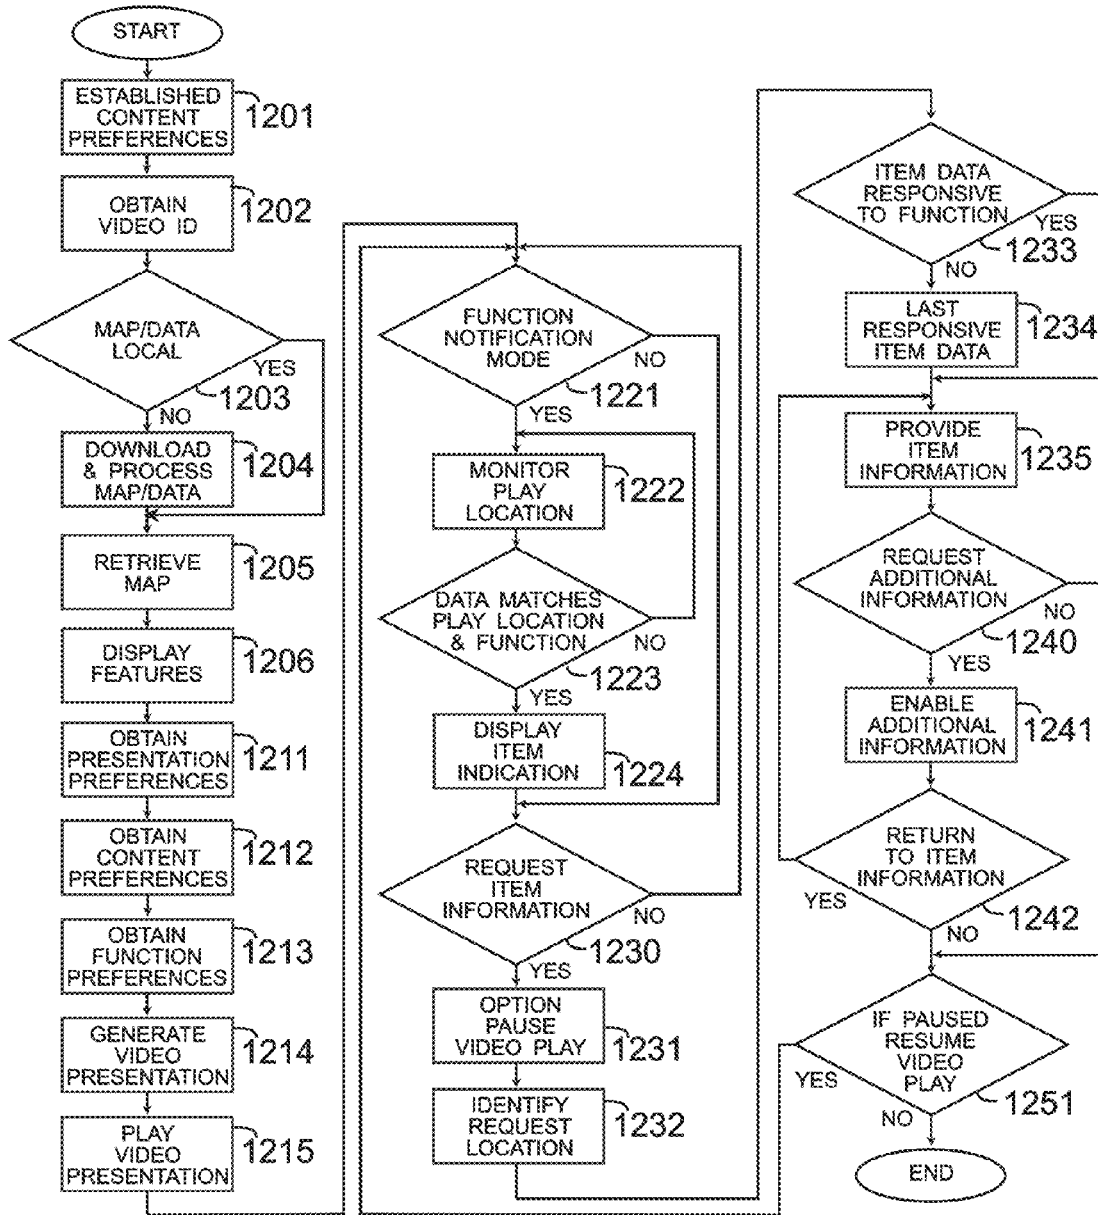 START
ESTABLISHED
CONTENT
PREFERENCES
1201
OBTAIN
VIDEO ID
1202
MAP/DATA
LOCAL
YES
1203
NO
DOWNLOAD
& PROCESS
MAP/DATA
1204
RETRIEVE
MAP
1205
DISPLAY
FEATURES
1206
OBTAIN
PRESENTATION
PREFERENCES
1211
OBTAIN
CONTENT
PREFERENCES
1212
OBTAIN
FUNCTION
PREFERENCES
1213
GENERATE
VIDEO
PRESENTATION
1214
PLAY
VIDEO
PRESENTATION
1215
FUNCTION
NOTIFICATION
MODE
NO
1221
YES
MONITOR
PLAY
LOCATION
1222
DATA MATCHES
PLAY LOCATION
& FUNCTION
NO
1223
YES
DISPLAY
ITEM
INDICATION
1224
REQUEST
ITEM
INFORMATION
NO
1230
YES
OPTION
PAUSE
VIDEO PLAY
1231
IDENTIFY
REQUEST
LOCATION
1232
ITEM DATA
RESPONSIVE
TO FUNCTION
YES
1233
NO
LAST
RESPONSIVE
ITEM DATA
1234
PROVIDE
ITEM
INFORMATION
1235
REQUEST
ADDITIONAL
INFORMATION
NO
1240
YES
ENABLE
ADDITIONAL
INFORMATION
1241
RETURN
TO ITEM
INFORMATION
YES
1242
NO
IF PAUSED
RESUME
VIDEO
PLAY
YES
1251
NO
END